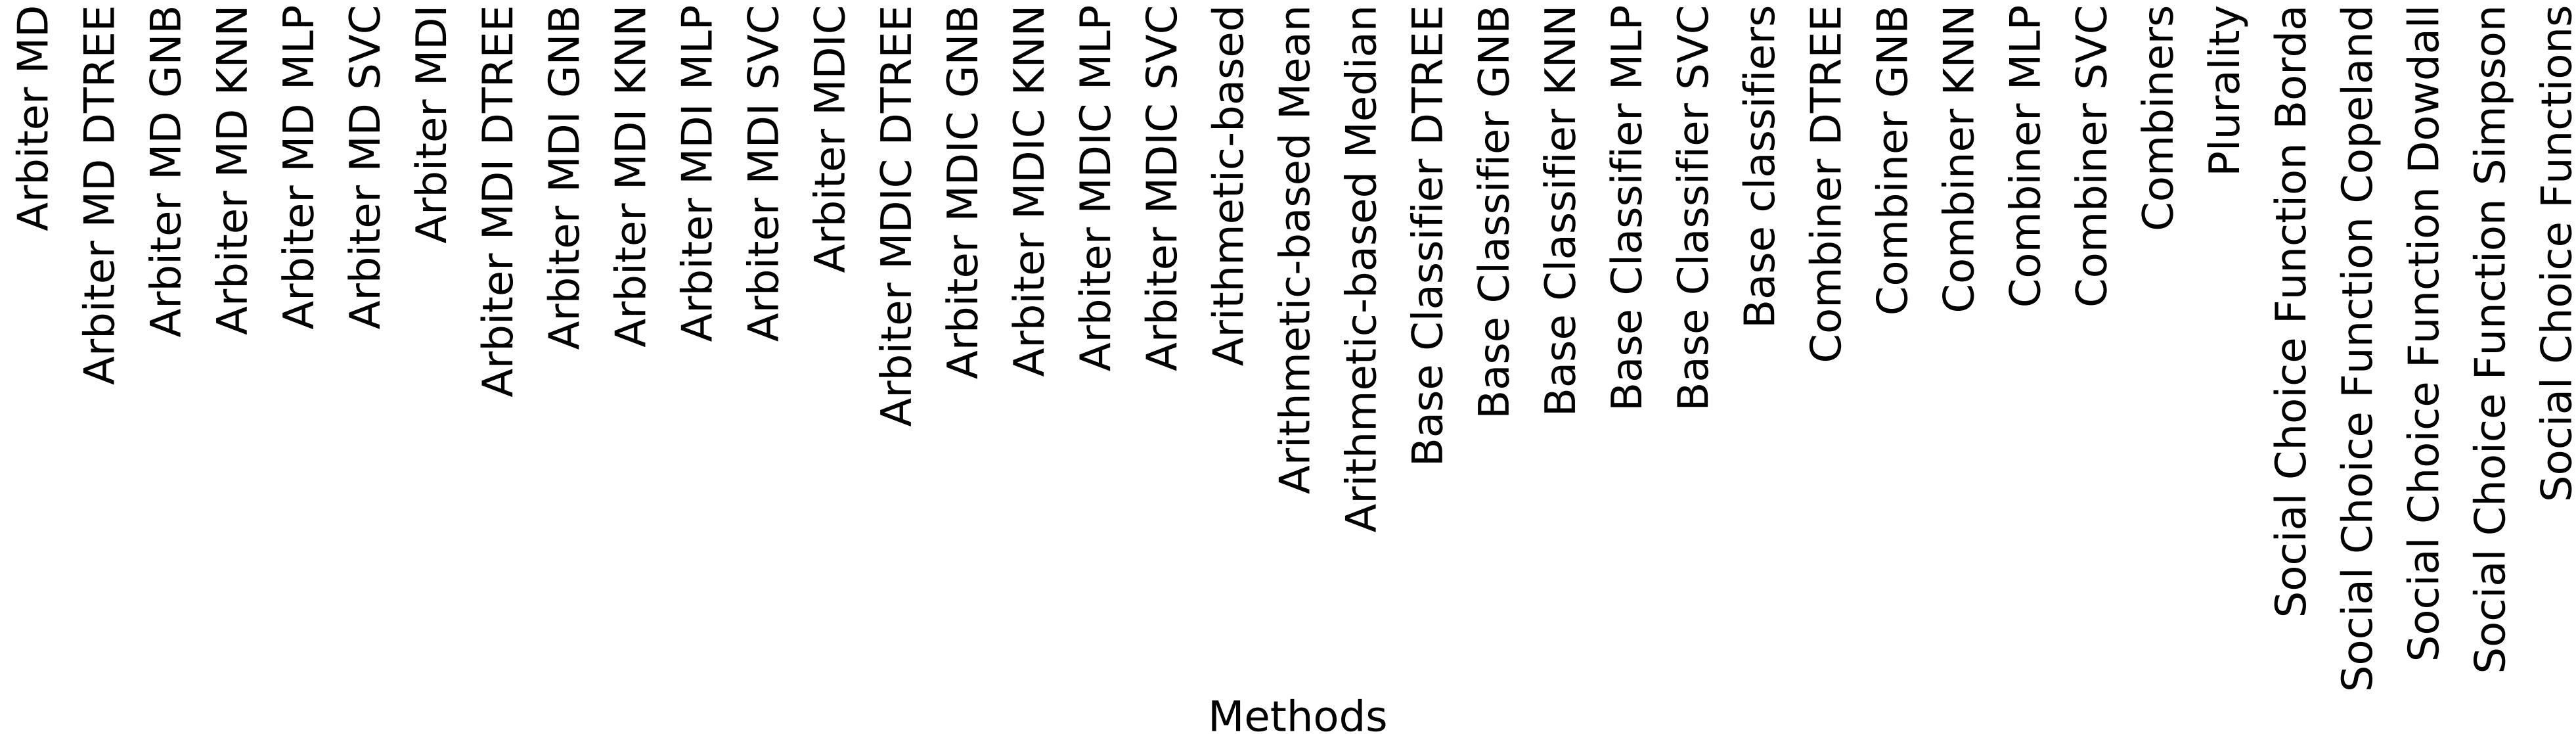 Arbiter MD
Arbiter MD DTREE
Arbiter MD GNB
Arbiter MD KNN
Arbiter MD MLP
Arbiter MD SVC
Arbiter MDI
Arbiter MDI DTREE
Arbiter MDI GNB
Arbiter MDI KNN
Arbiter MDI MLP
Arbiter MDI SVC
Arbiter MDIC
Arbiter MDIC DTREE
Arbiter MDIC GNB
Arbiter MDIC KNN
Arbiter MDIC MLP
Arbiter MDIC SVC
Arithmetic-based
Arithmetic-based Mean
Arithmetic-based Median
Base Classifier DTREE
Base Classifier GNB
Base Classifier KNN
Base Classifier MLP
Base Classifier SVC
Base classifiers
Combiner DTREE
Combiner GNB
Combiner KNN
Combiner MLP
Combiner SVC
Combiners
Plurality
Social Choice Function Borda
Social Choice Function Copeland
Social Choice Function Dowdall
Social Choice Function Simpson
Social Choice Functions
Methods